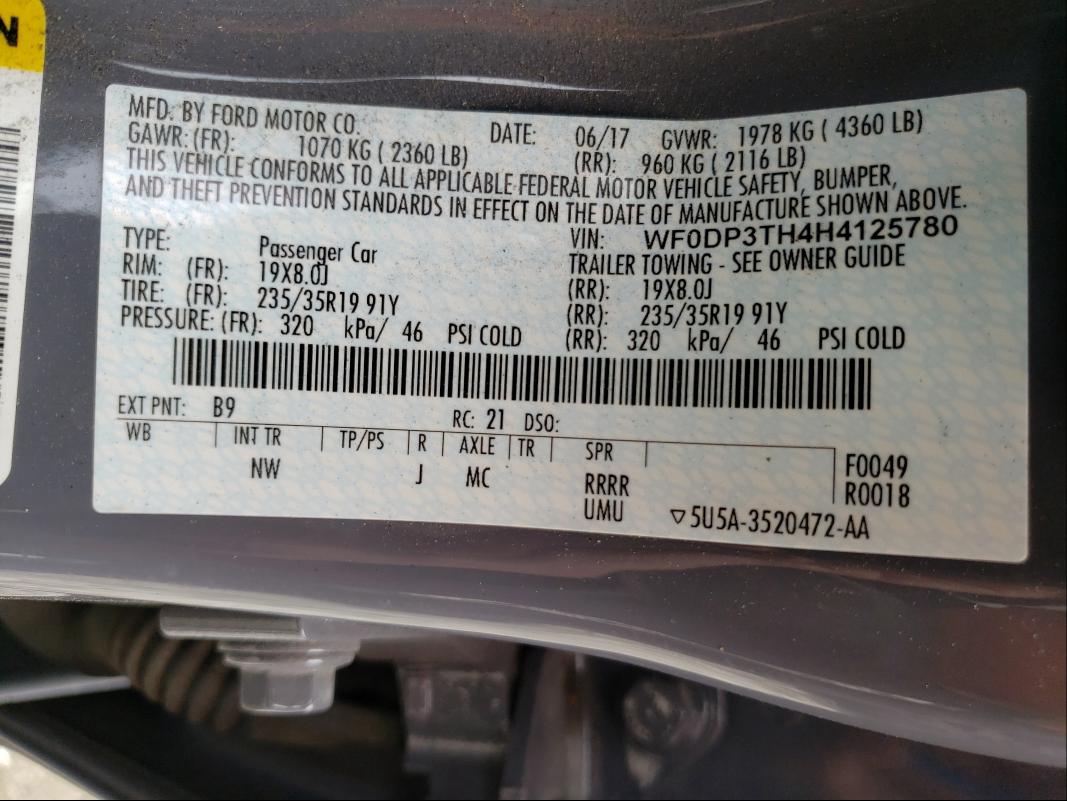 N
MFD. BY FORD MOTOR CO. DATE: 06/17 GVWR: 1978 KG ( 4360 LB)
GAWR: (FR): 1070 KG ( 2360 LB) (RR): 960 KG ( 2116 LB)
THIS VEHICLE CONFORMS TO ALL APPLICABLE FEDERAL MOTOR VEHICLE SAFETY, BUMPER,
AND THEFT PREVENTION STANDARDS IN EFFECT ON THE DATE OF MANUFACTURE SHOWN ABOVE.
VIN: WF0DP3TH4H4125780
TYPE: Passenger Car TRAILER TOWING - SEE OWNER GUIDE
RIM: (FR): 19X8.0J (RR): 19X8.0J
TIRE: (FR): 235/35R19 91Y (RR): 235/35R19 91Y
PRESSURE: (FR): 320 kPa/ 46 PSI COLD (RR): 320 kPa/ 46 PSI COLD
EXT PNT: B9 RC: 21 DSO:
WB INT TR TP/PS R AXLE TR SPR
NW J MC RRRR F0049
UMU R0018
▽5U5A-3520472-AA